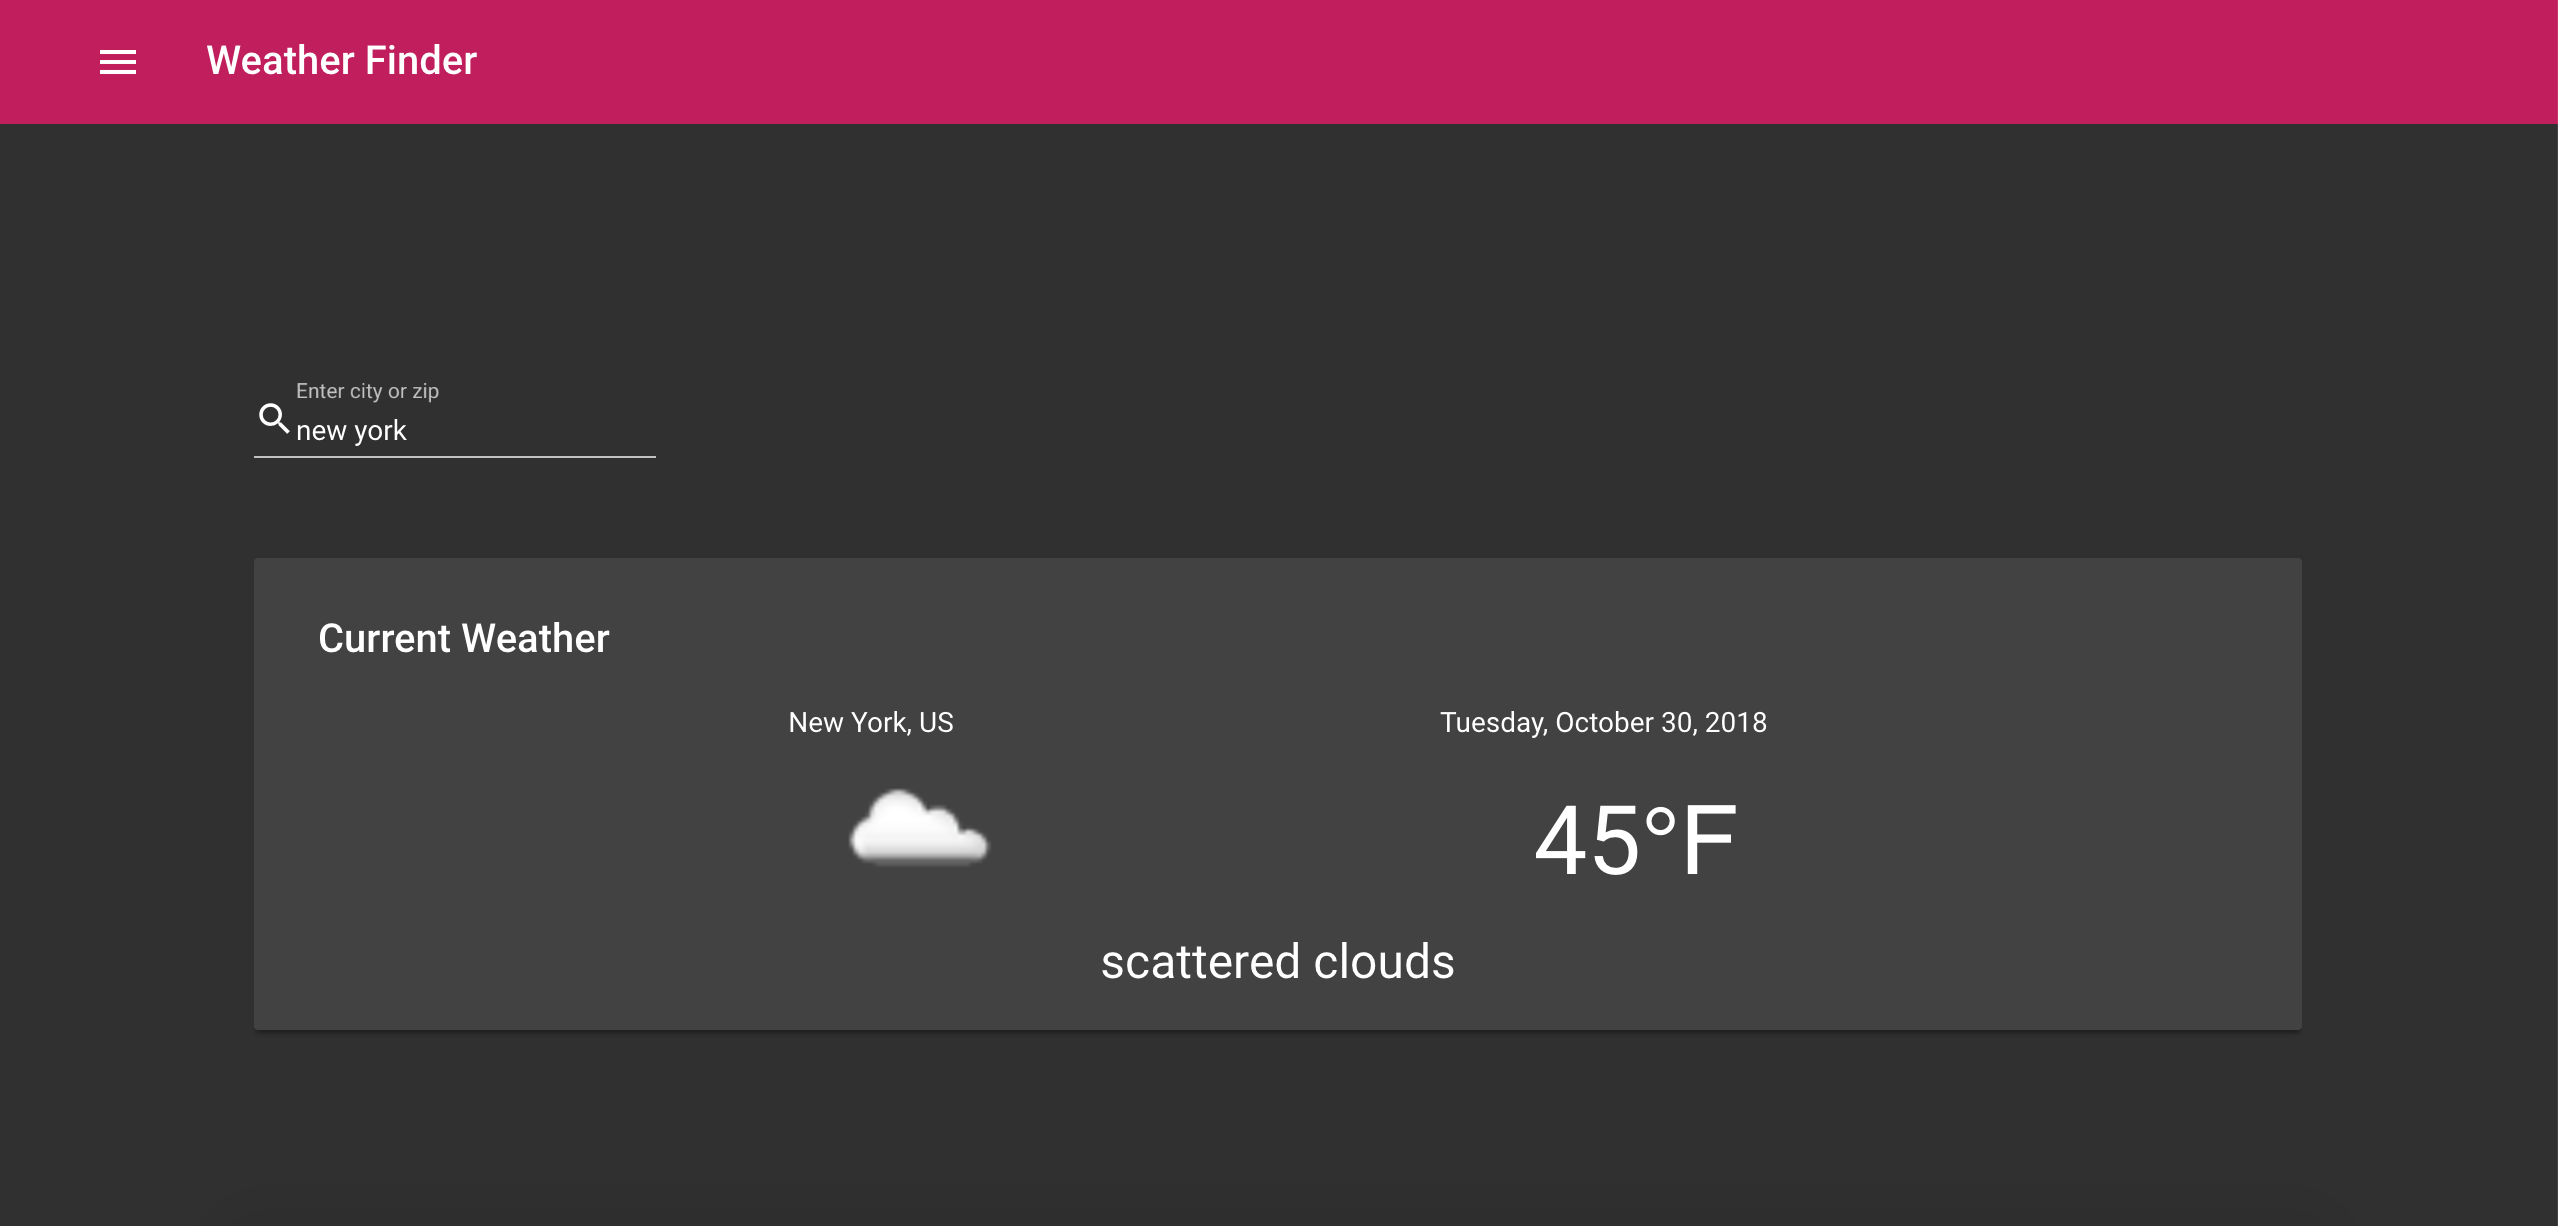 Weather Finder
Enter city or zip
new york
Current Weather
New York, US
Tuesday, October 30, 2018
45°F
scattered clouds